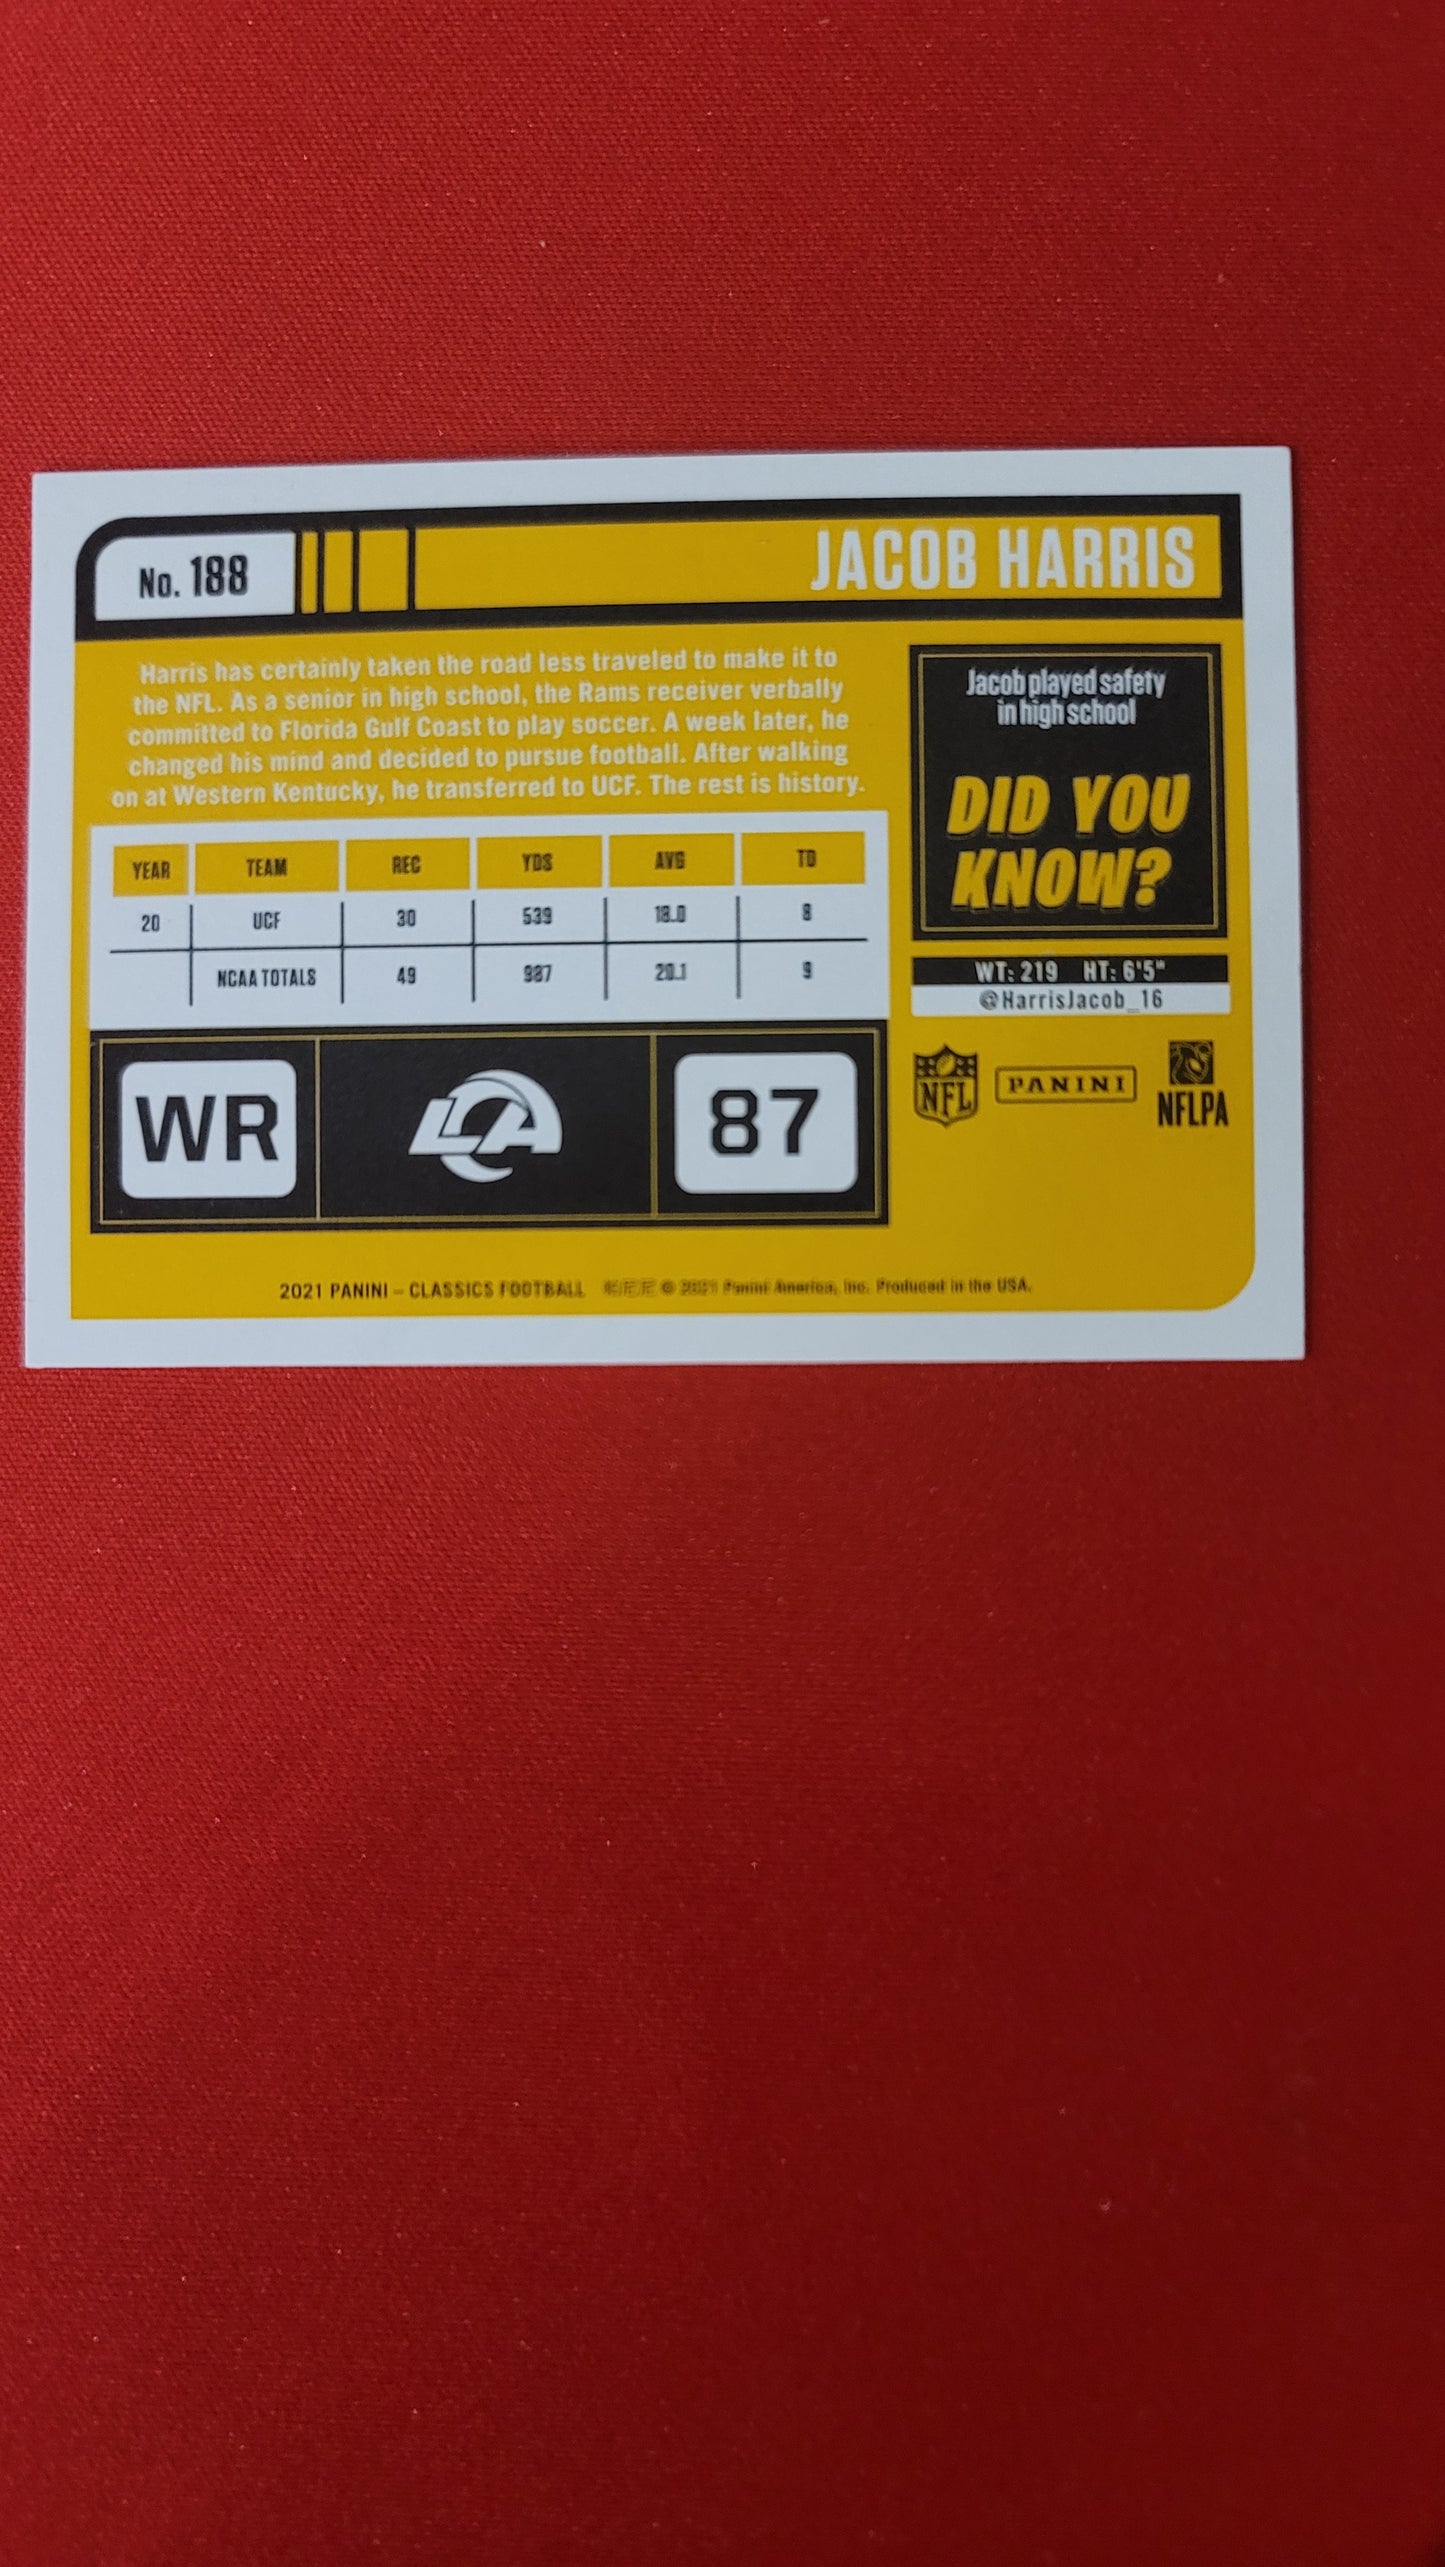 No. 188
JACOB HARRIS
Harris has certainly taken the road less traveled to make it to
the NFL. As a senior in high school, the Rams receiver verbally
committed to Florida Gulf Coast to play soccer. A week later, he
changed his mind and decided to pursue football. After walking
on at Western Kentucky, he transferred to UCF. The rest is history.
Jacob played safety
in high school
DID YOU
KNOW?
YEAR TEAM REC YDS AVG TD
20 UCF 30 539 18.0 8
NCAA TOTALS 49 987 20.1 9
WT: 219 HT: 6'5"
@HarrisJacob_16
WR
LA
87
NFL
PANINI
NFLPA
2021 PANINI – CLASSICS FOOTBALL © 2021 Panini America, Inc. Produced in the USA.